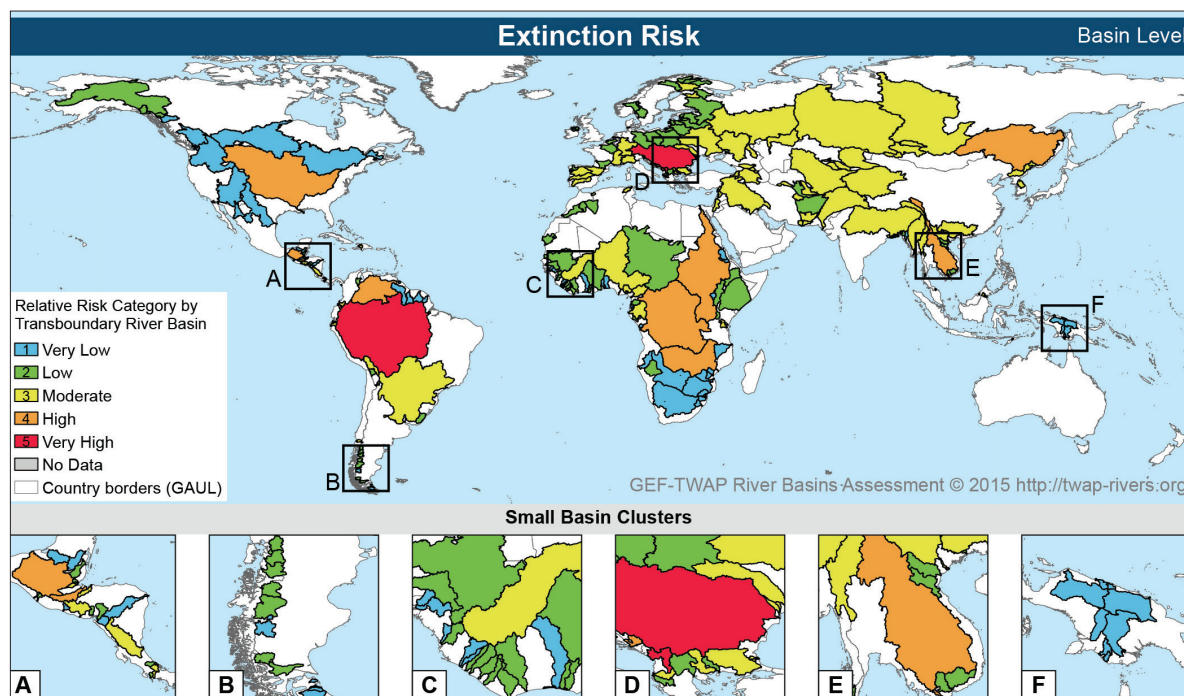 Extinction Risk
Basin Level
A
B
C
D
E
F
Relative Risk Category by
Transboundary River Basin
1 Very Low
2 Low
3 Moderate
4 High
5 Very High
No Data
Country borders (GAUL)
GEF-TWAP River Basins Assessment © 2015 http://twap-rivers.org
Small Basin Clusters
A
B
C
D
E
F